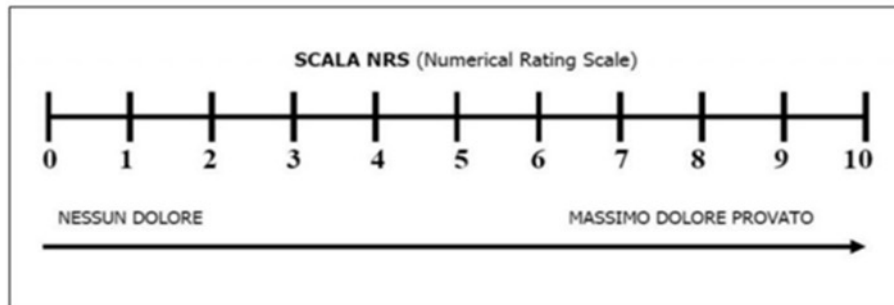 SCALA NRS (Numerical Rating Scale)
0 1 2 3 4 5 6 7 8 9 10
NESSUN DOLORE MASSIMO DOLORE PROVATO